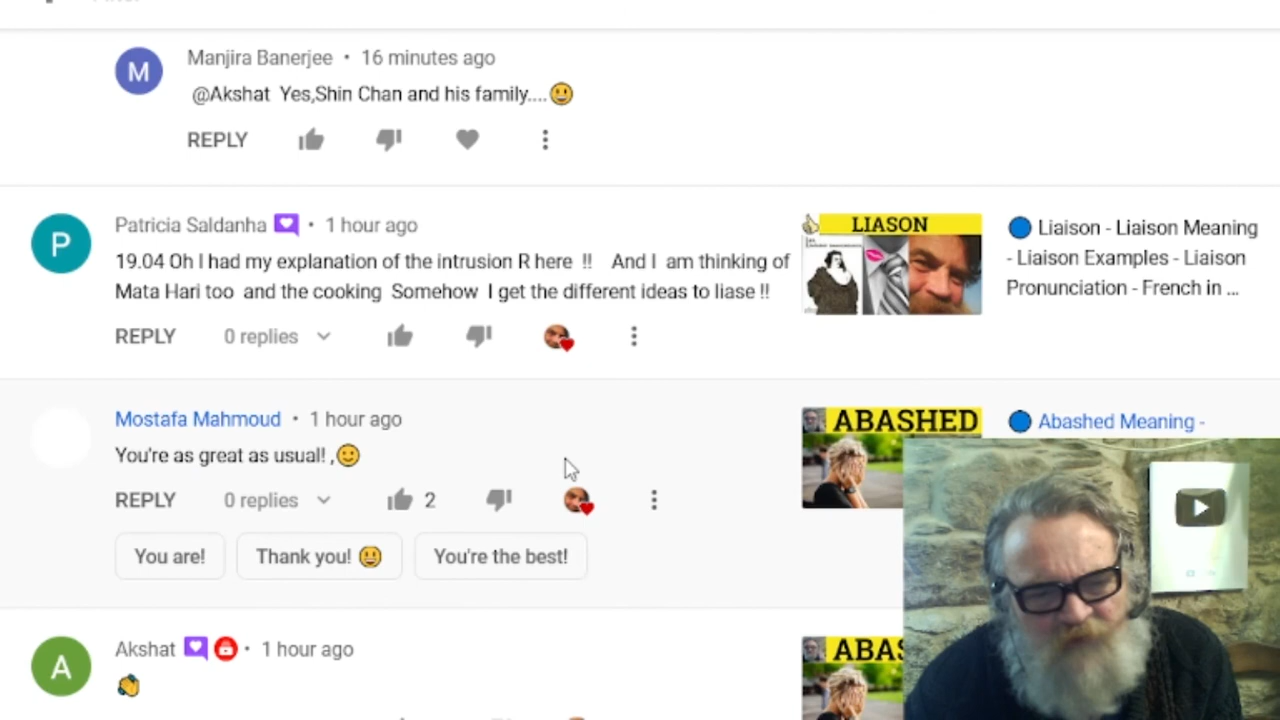 M
Manjira Banerjee • 16 minutes ago
@Akshat Yes,Shin Chan and his family....😃
REPLY
P
Patricia Saldanha • 1 hour ago
19.04 Oh I had my explanation of the intrusion R here !! And I am thinking of
Mata Hari too and the cooking Somehow I get the different ideas to liase !!
REPLY 0 replies
LIASON
🔵 Liaison - Liaison Meaning
- Liaison Examples - Liaison
Pronunciation - French in ...
Mostafa Mahmoud • 1 hour ago
You're as great as usual! ,🙂
REPLY 0 replies 2
You are! Thank you! 😃 You're the best!
ABASHED
🔵 Abashed Meaning -
A
Akshat • 1 hour ago
👏
ABAS